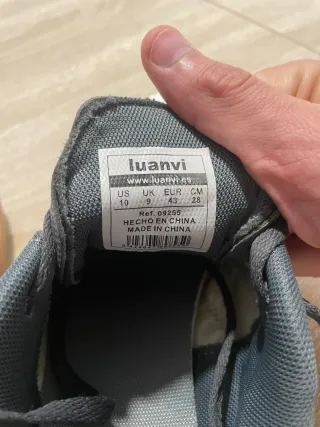 luanvi
www.luanvi.es
US UK EUR CM
10 9 43 28
Ref. 09255
HECHO EN CHINA
MADE IN CHINA